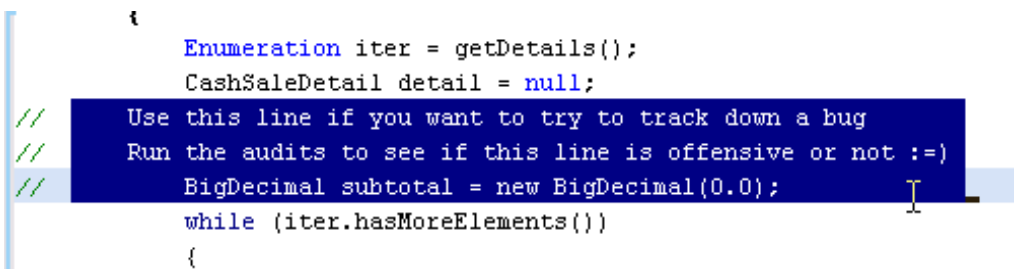 {
Enumeration iter = getDetails();
CashSaleDetail detail = null;
// Use this line if you want to try to track down a bug
// Run the audits to see if this line is offensive or not :=)
// BigDecimal subtotal = new BigDecimal(0.0);
while (iter.hasMoreElements())
{